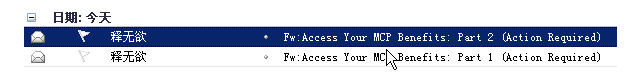 日期: 今天
释无欲 Fw:Access Your MCP Benefits: Part 2 (Action Required)
释无欲 Fw:Access Your MCP Benefits: Part 1 (Action Required)